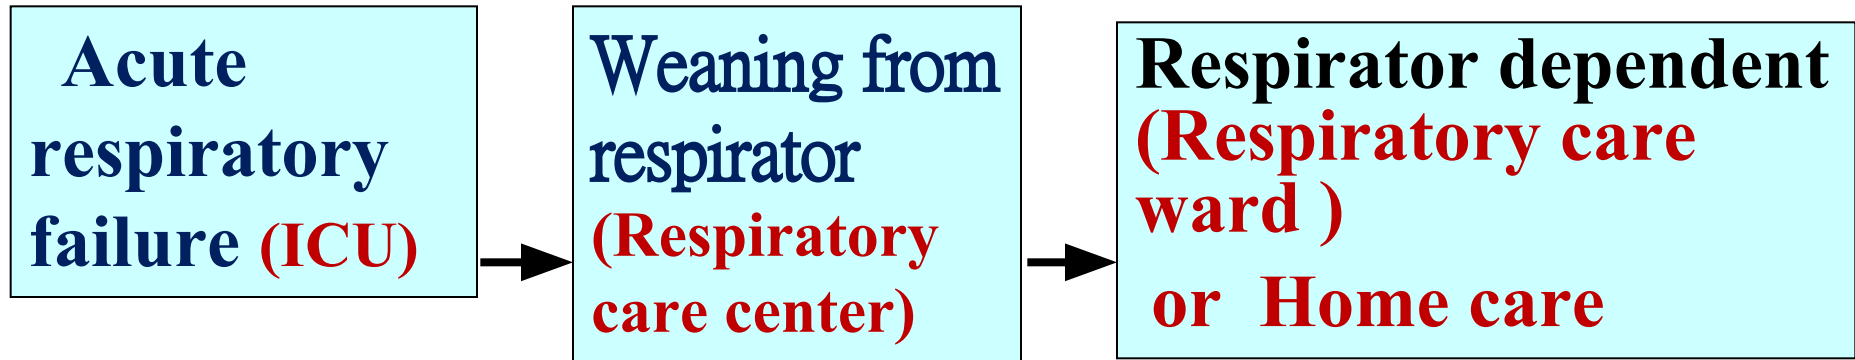 Acute
respiratory
failure (ICU)
Weaning from
respirator
(Respiratory
care center)
Respirator dependent
(Respiratory care
ward )
or Home care